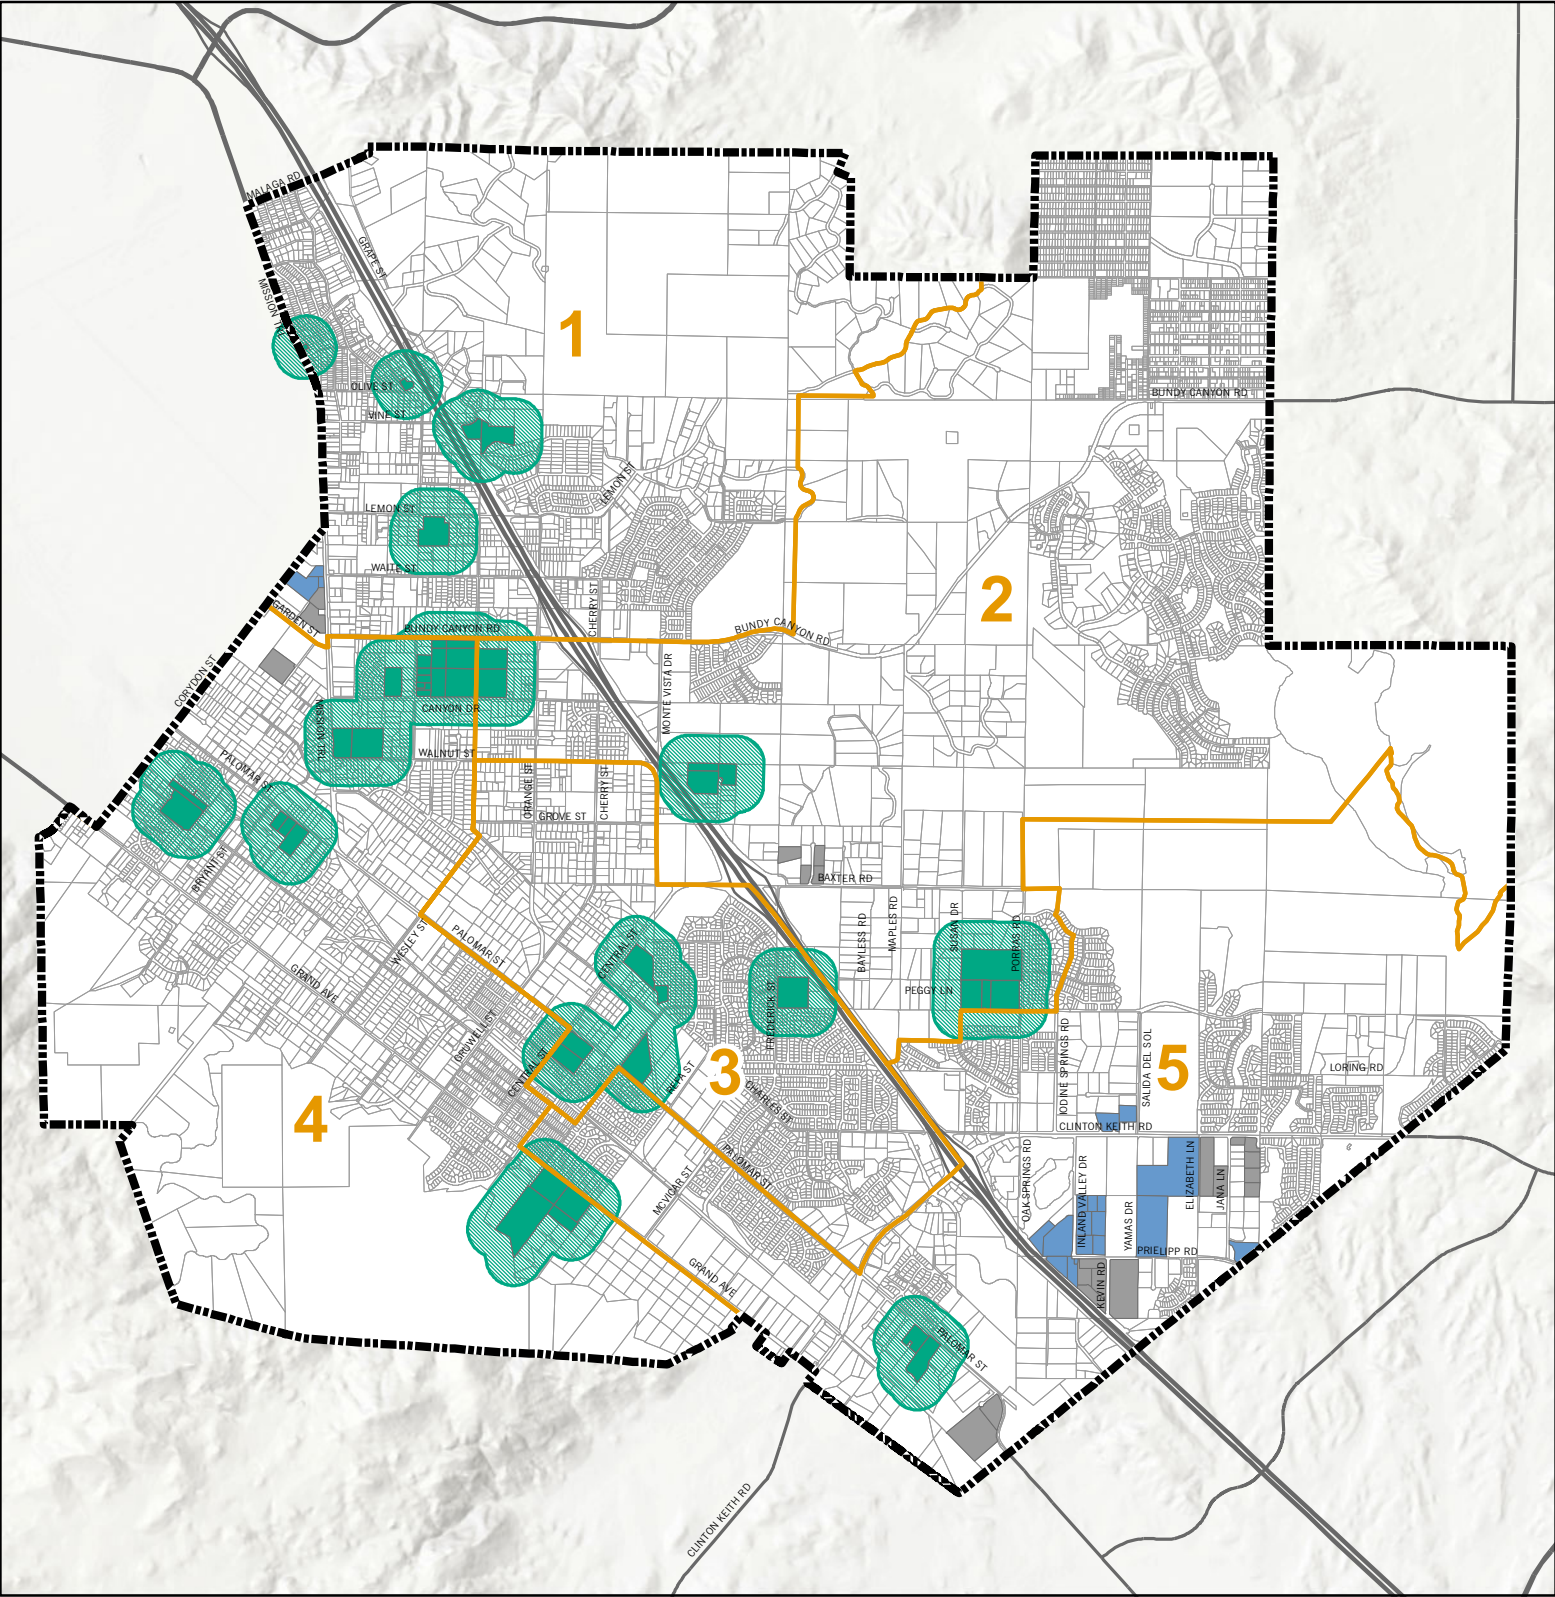 MALAGA RD
GRAPE ST
MISSION
1
OLIVE ST
VINE ST
BUNDY CANYON RD
LEMON ST
LEMON ST
WAITE ST
CHERRY ST
2
GARDEN ST
BUNDY CANYON RD
BUNDY CANYON RD
CORYDON ST
MONTE VISTA DR
CANYON DR
MISSION TRL
WALNUT ST
PALOMAR ST
ORANGE ST
CHERRY ST
GROVE ST
BRYANT ST
BAXTER RD
WESLEY ST
PALOMAR ST
CENTRAL ST
BAYLESS RD
MAPLES RD
SUSAN DR
PORRAS RD
GRAND AVE
PEGGY LN
FREDERICK ST
GRUWELL ST
CENTRAL ST
3
CHARLES ST
IODINE SPRINGS RD
SALIDA DEL SOL
5
LORING RD
4
CLINTON KEITH RD
PALOMAR ST
MCVICAR ST
OAK SPRINGS RD
INLAND VALLEY DR
YAMAS DR
ELIZABETH LN
JANA LN
PRIELIPP RD
GRAND AVE
KEVIN RD
PALOMAR ST
CLINTON KEITH RD